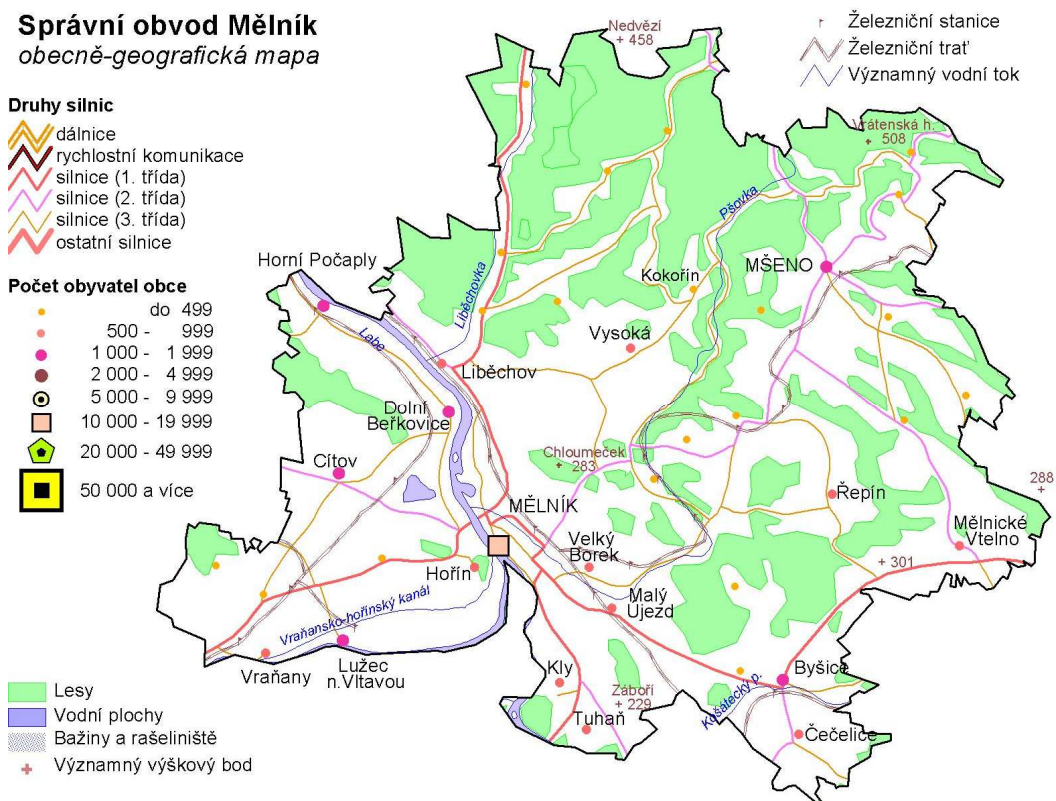 Správní obvod Mělník
obecně-geografická mapa
Druhy silnic
dálnice
rychlostní komunikace
silnice (1. třída)
silnice (2. třída)
silnice (3. třída)
ostatní silnice
Počet obyvatel obce
do 499
500 - 999
1 000 - 1 999
2 000 - 4 999
5 000 - 9 999
10 000 - 19 999
20 000 - 49 999
50 000 a více
Lesy
Vodní plochy
Bažiny a rašeliniště
Významný výškový bod
Železniční stanice
Železniční trať
Významný vodní tok
Nedvězí
+ 458
Vrátenská h.
+ 508
Pšovka
Horní Počaply
Kokořín
MŠENO
Liběchovka
Labe
Vysoká
Liběchov
Dolní
Beřkovice
Cítov
Chloumeček
+ 283
288
+
Řepín
MĚLNÍK
Mělnické
Vtelno
Velký
Borek
Hořín
+ 301
Malý
Újezd
Vraňansko-hořínský kanál
Vraňany
Lužec
n.Vltavou
Kly
Záboří
+ 229
Byšice
Košátecký p.
Tuhaň
Čečelice